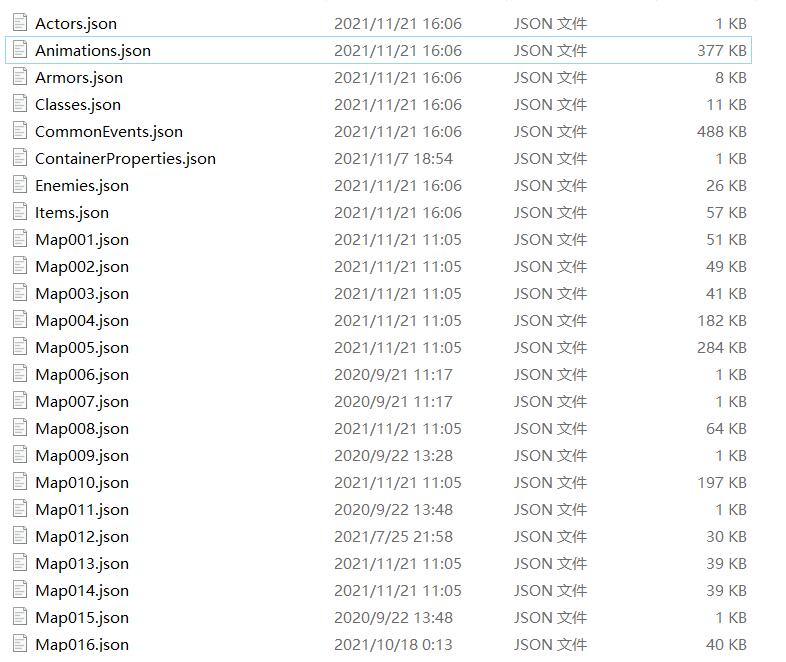 Actors.json 2021/11/21 16:06 JSON 文件 1 KB
Animations.json 2021/11/21 16:06 JSON 文件 377 KB
Armors.json 2021/11/21 16:06 JSON 文件 8 KB
Classes.json 2021/11/21 16:06 JSON 文件 11 KB
CommonEvents.json 2021/11/21 16:06 JSON 文件 488 KB
ContainerProperties.json 2021/11/7 18:54 JSON 文件 1 KB
Enemies.json 2021/11/21 16:06 JSON 文件 26 KB
Items.json 2021/11/21 16:06 JSON 文件 57 KB
Map001.json 2021/11/21 11:05 JSON 文件 51 KB
Map002.json 2021/11/21 11:05 JSON 文件 49 KB
Map003.json 2021/11/21 11:05 JSON 文件 41 KB
Map004.json 2021/11/21 11:05 JSON 文件 182 KB
Map005.json 2021/11/21 11:05 JSON 文件 284 KB
Map006.json 2020/9/21 11:17 JSON 文件 1 KB
Map007.json 2020/9/21 11:17 JSON 文件 1 KB
Map008.json 2021/11/21 11:05 JSON 文件 64 KB
Map009.json 2020/9/22 13:28 JSON 文件 1 KB
Map010.json 2021/11/21 11:05 JSON 文件 197 KB
Map011.json 2020/9/22 13:48 JSON 文件 1 KB
Map012.json 2021/7/25 21:58 JSON 文件 30 KB
Map013.json 2021/11/21 11:05 JSON 文件 39 KB
Map014.json 2021/11/21 11:05 JSON 文件 39 KB
Map015.json 2020/9/22 13:48 JSON 文件 1 KB
Map016.json 2021/10/18 0:13 JSON 文件 40 KB